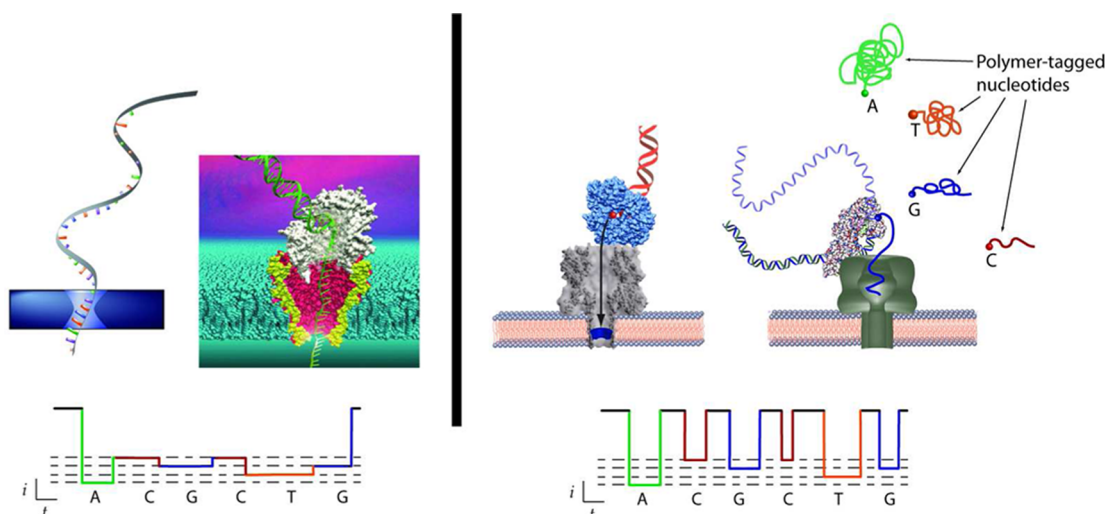 Polymer-tagged
nucleotides
A
T
G
C
i
t
A C G C T G
i
t
A C G C T G